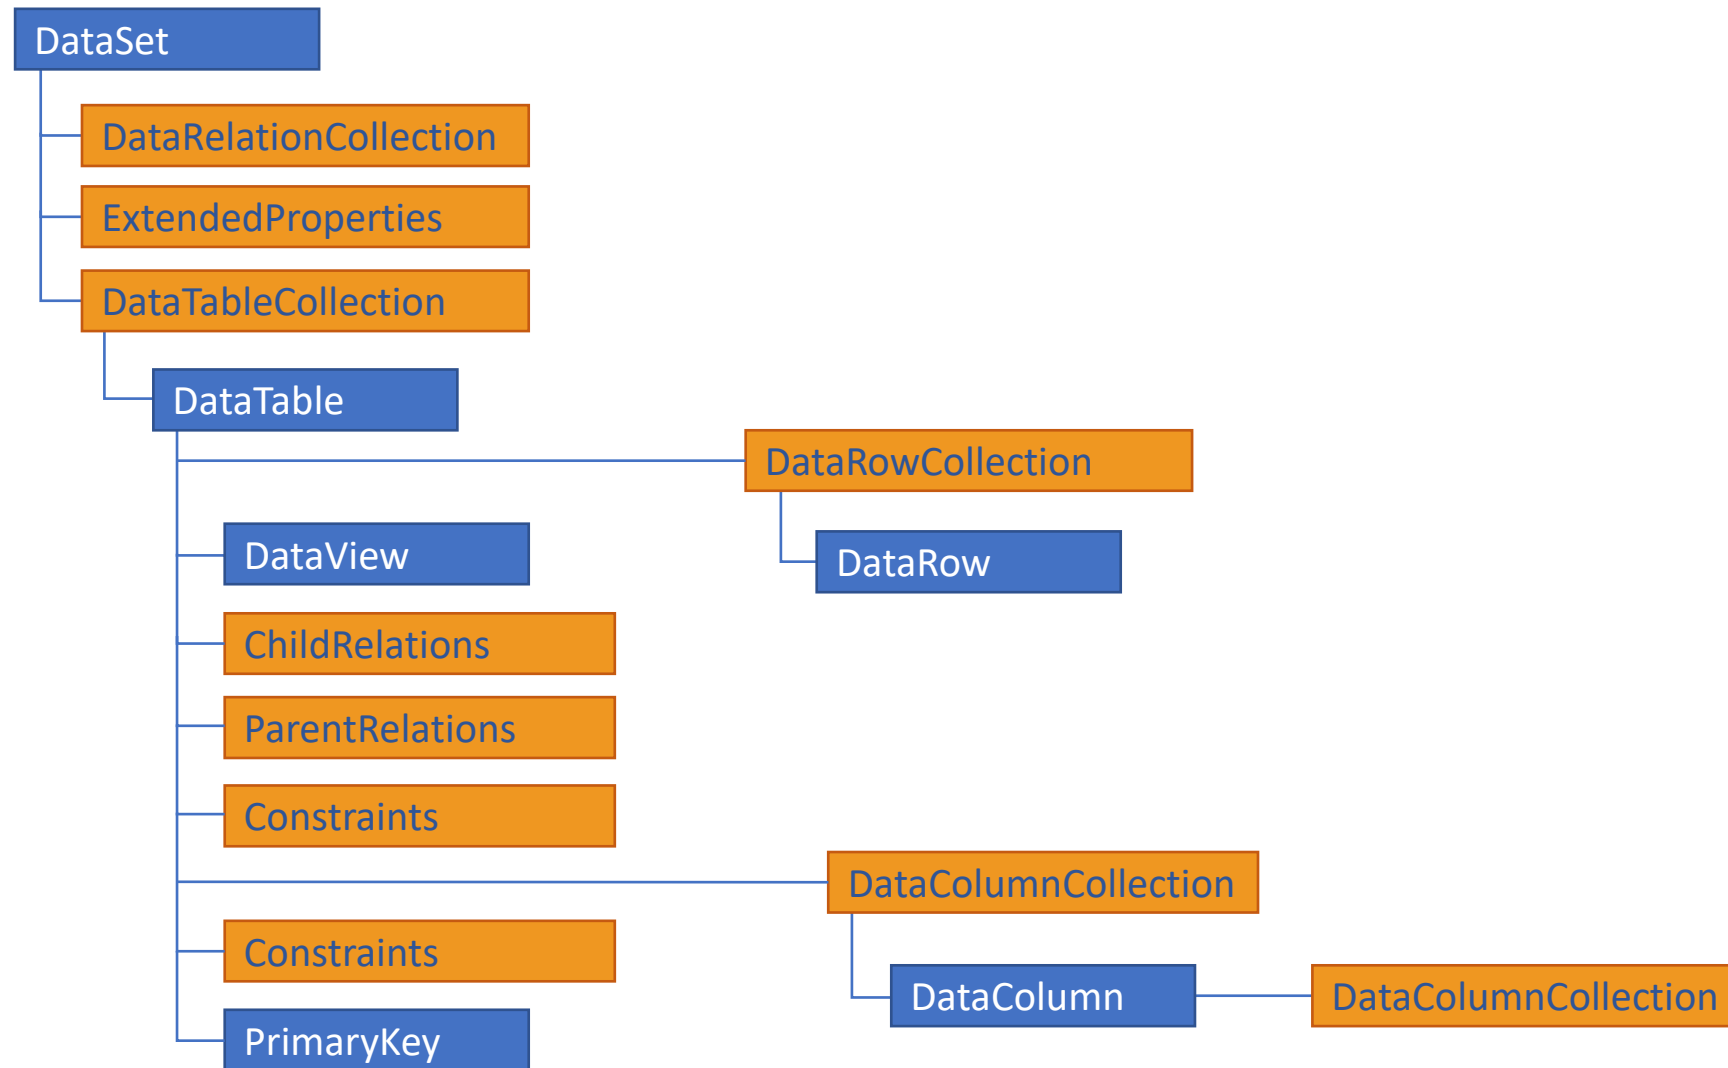 DataSet
DataRelationCollection
ExtendedProperties
DataTableCollection
DataTable
DataRowCollection
DataView
DataRow
ChildRelations
ParentRelations
Constraints
DataColumnCollection
Constraints
DataColumn
DataColumnCollection
PrimaryKey